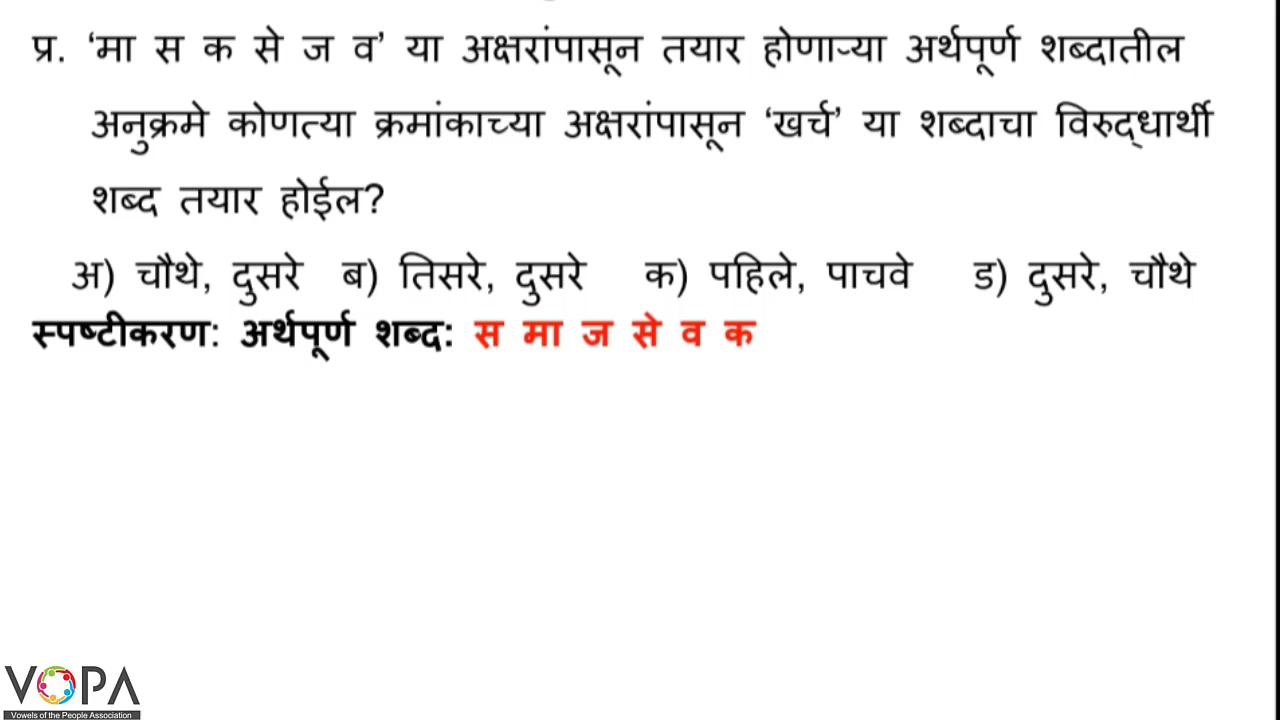 प्र. ‘मा स क से ज व’ या अक्षरांपासून तयार होणाऱ्या अर्थपूर्ण शब्दातील
अनुक्रमे कोणत्या क्रमांकाच्या अक्षरांपासून ‘खर्च’ या शब्दाचा विरुद्धार्थी
शब्द तयार होईल?
अ) चौथे, दुसरे ब) तिसरे, दुसरे क) पहिले, पाचवे ड) दुसरे, चौथे
स्पष्टीकरण: अर्थपूर्ण शब्द: स मा ज से व क
VOPA
Vowels of the People Association